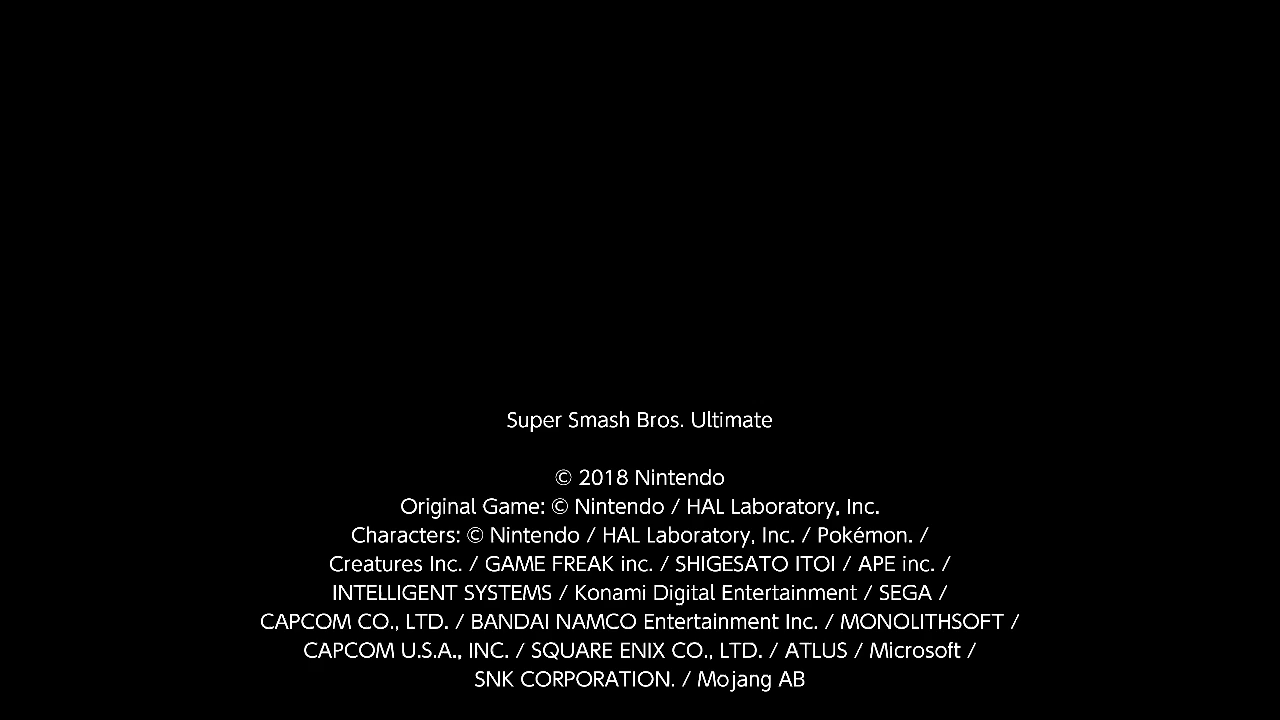 Super Smash Bros. Ultimate
© 2018 Nintendo
Original Game: © Nintendo / HAL Laboratory, Inc.
Characters: © Nintendo / HAL Laboratory, Inc. / Pokémon. /
Creatures Inc. / GAME FREAK inc. / SHIGESATO ITOI / APE inc. /
INTELLIGENT SYSTEMS / Konami Digital Entertainment / SEGA /
CAPCOM CO., LTD. / BANDAI NAMCO Entertainment Inc. / MONOLITHSOFT /
CAPCOM U.S.A., INC. / SQUARE ENIX CO., LTD. / ATLUS / Microsoft /
SNK CORPORATION. / Mojang AB